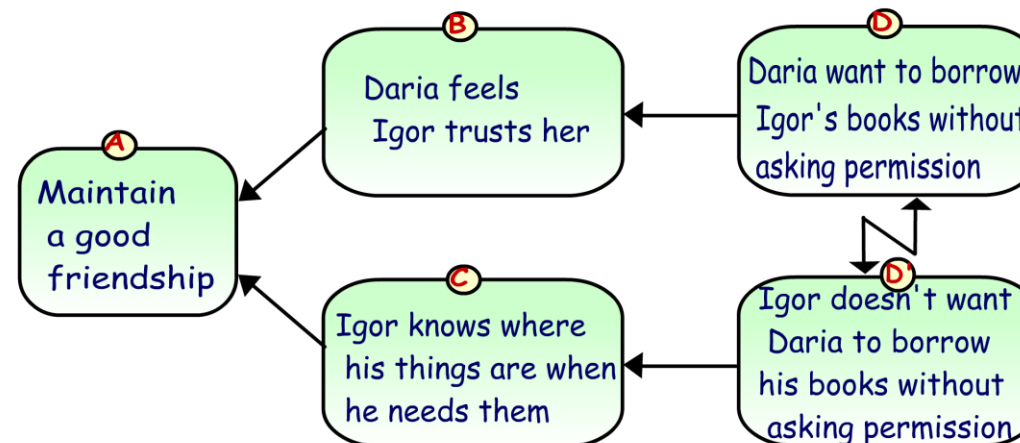 A
Maintain
a good
friendship
B
Daria feels
Igor trusts her
C
Igor knows where
his things are when
he needs them
D
Daria want to borrow
Igor's books without
asking permission
D'
Igor doesn't want
Daria to borrow
his books without
asking permission